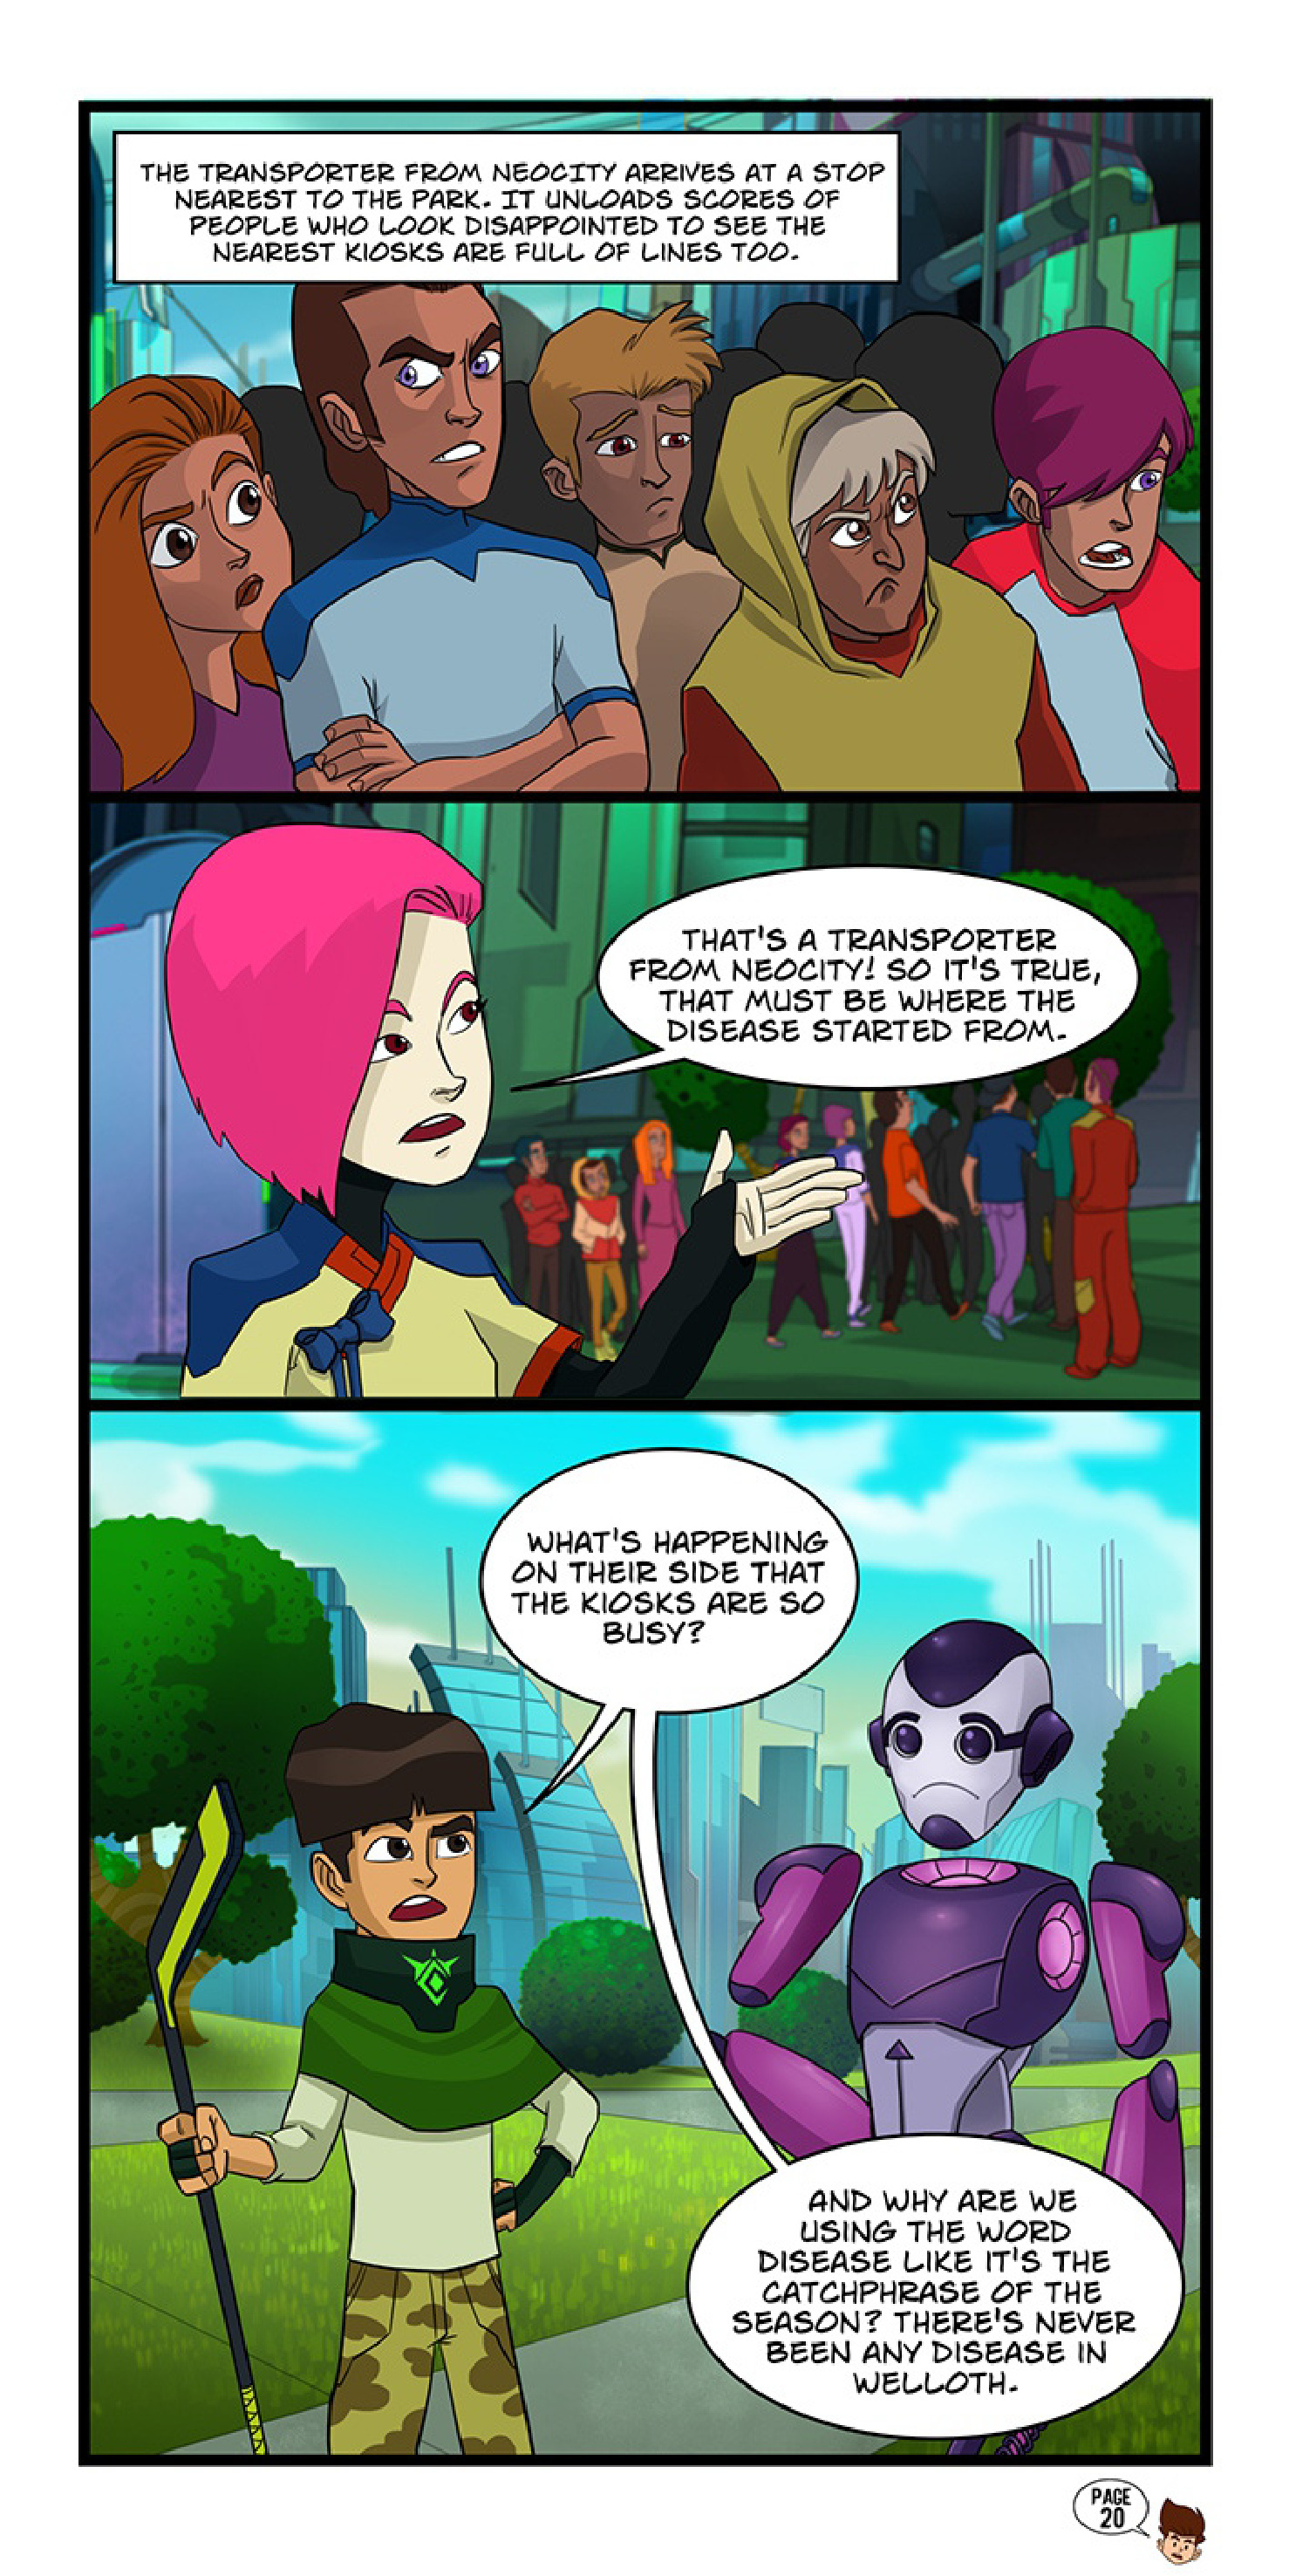 THE TRANSPORTER FROM NEOCITY ARRIVES AT A STOP
NEAREST TO THE PARK. IT UNLOADS SCORES OF
PEOPLE WHO LOOK DISAPPOINTED TO SEE THE
NEAREST KIOSKS ARE FULL OF LINES TOO.
THAT'S A TRANSPORTER
FROM NEOCITY! SO IT'S TRUE,
THAT MUST BE WHERE THE
DISEASE STARTED FROM.
WHAT'S HAPPENING
ON THEIR SIDE THAT
THE KIOSKS ARE SO
BUSY?
AND WHY ARE WE
USING THE WORD
DISEASE LIKE IT'S THE
CATCHPHRASE OF THE
SEASON? THERE'S NEVER
BEEN ANY DISEASE IN
WELLOTH.
PAGE
20